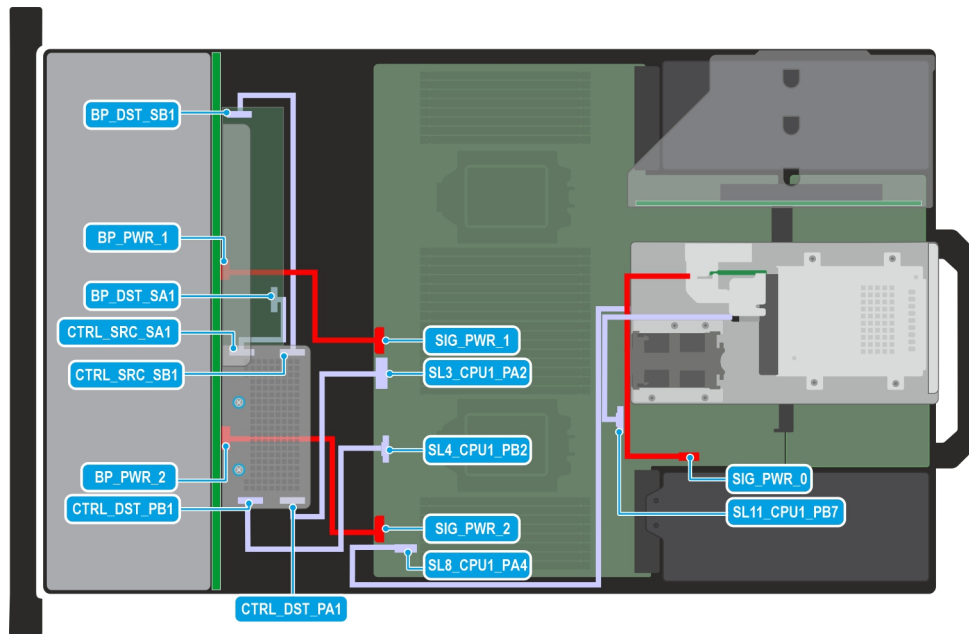 BP_DST_SB1
BP_PWR_1
BP_DST_SA1
CTRL_SRC_SA1
CTRL_SRC_SB1
SIG_PWR_1
SL3_CPU1_PA2
SL4_CPU1_PB2
BP_PWR_2
CTRL_DST_PB1
SIG_PWR_0
SL11_CPU1_PB7
SIG_PWR_2
SL8_CPU1_PA4
CTRL_DST_PA1